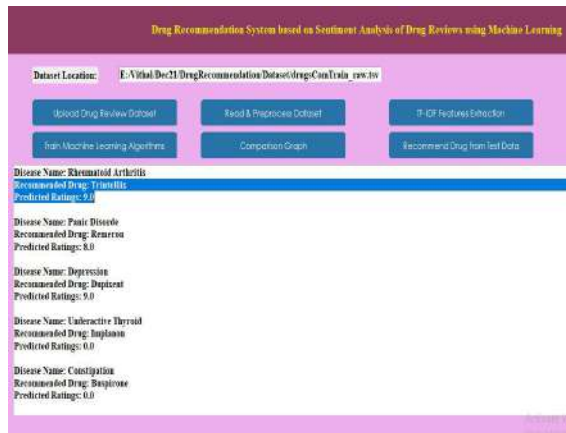 Drug Recommendation System based on Sentiment Analysis of Drug Reviews using Machine Learning
Dataset Location: E:/Vithal/Dec21/DrugRecommendation/Dataset/drugsComTrain_raw.tsv
Upload Drug Review Dataset Read & Preprocess Dataset TF-IDF Features Extraction
Train Machine Learning Algorithms Comparison Graph Recommend Drug from Test Data
Disease Name: Rheumatoid Arthritis
Recommended Drug: Trintellix
Predicted Ratings: 9.0
Disease Name: Panic Disorde
Recommended Drug: Remeron
Predicted Ratings: 8.0
Disease Name: Depression
Recommended Drug: Dupixent
Predicted Ratings: 9.0
Disease Name: Underactive Thyroid
Recommended Drug: Implanon
Predicted Ratings: 0.0
Disease Name: Constipation
Recommended Drug: Buspirone
Predicted Ratings: 0.0
Activate